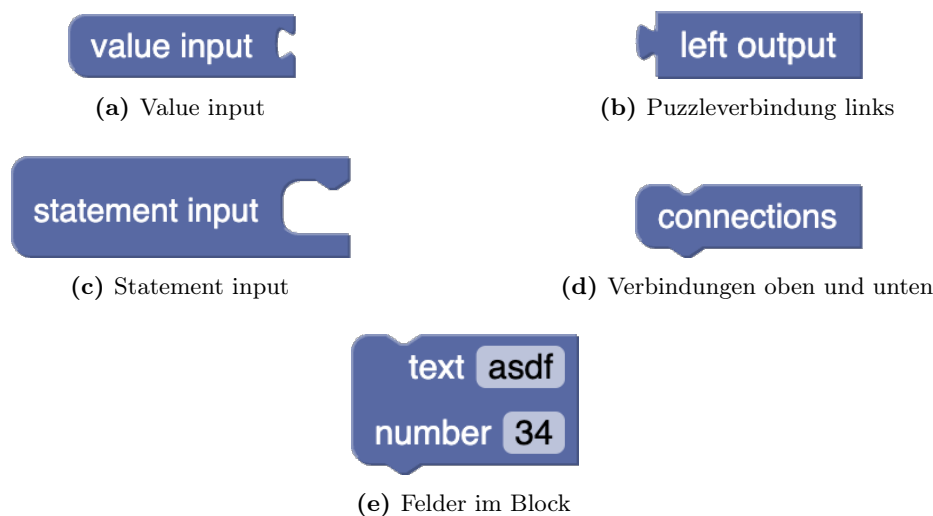 value input
left output
(a) Value input
(b) Puzzleverbindung links
statement input
connections
(c) Statement input
(d) Verbindungen oben und unten
text asdf
number 34
(e) Felder im Block